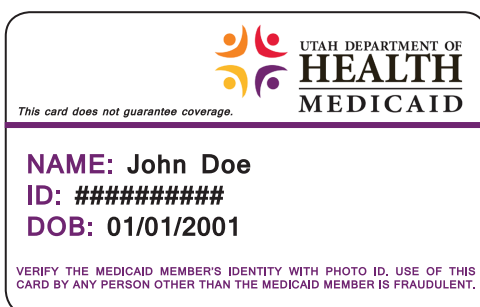 UTAH DEPARTMENT OF
HEALTH
MEDICAID
This card does not guarantee coverage.
NAME: John Doe
ID: ##########
DOB: 01/01/2001
VERIFY THE MEDICAID MEMBER'S IDENTITY WITH PHOTO ID. USE OF THIS
CARD BY ANY PERSON OTHER THAN THE MEDICAID MEMBER IS FRAUDULENT.